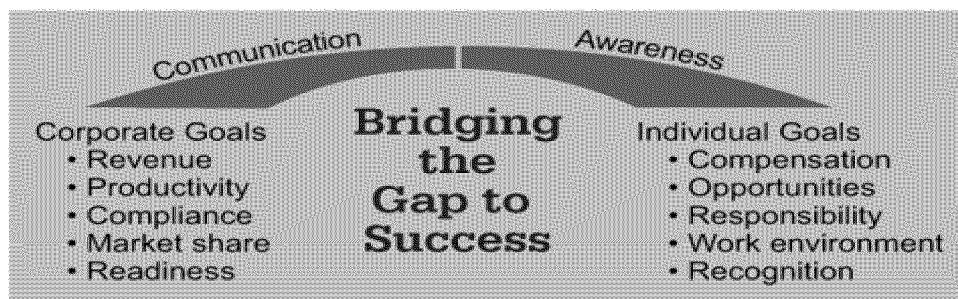 Communication
Awareness
Bridging
the
Gap to
Success
Corporate Goals
• Revenue
• Productivity
• Compliance
• Market share
• Readiness
Individual Goals
• Compensation
• Opportunities
• Responsibility
• Work environment
• Recognition